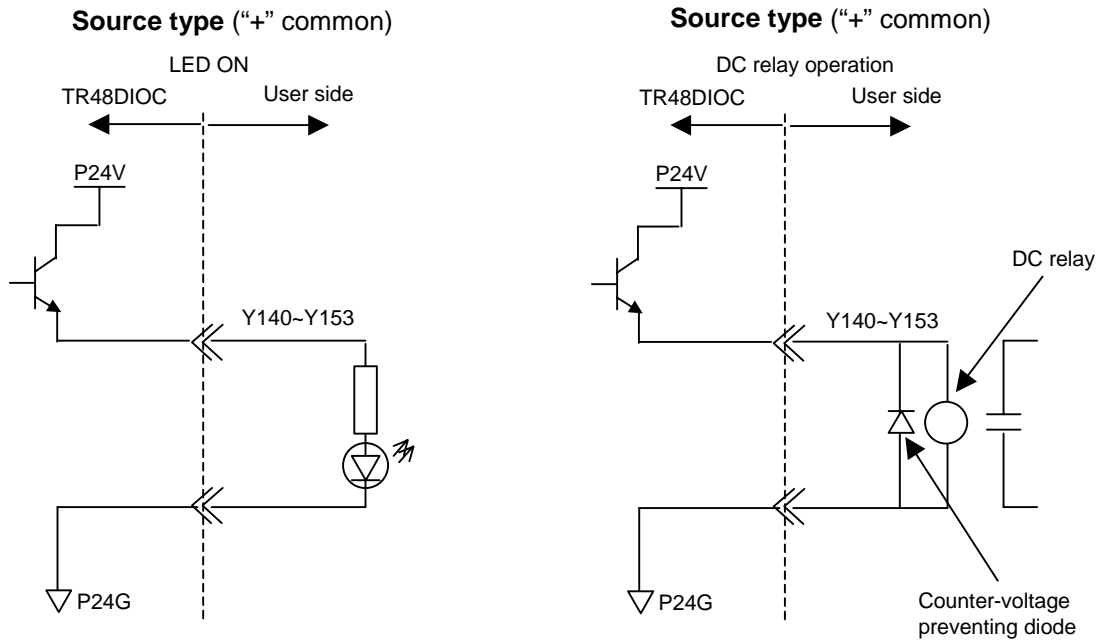 Source type (“+” common)
LED ON
TR48DIOC
User side
P24V
Y140~Y153
P24G
Source type (“+” common)
DC relay operation
TR48DIOC
User side
P24V
DC relay
Y140~Y153
P24G
Counter-voltage
preventing diode